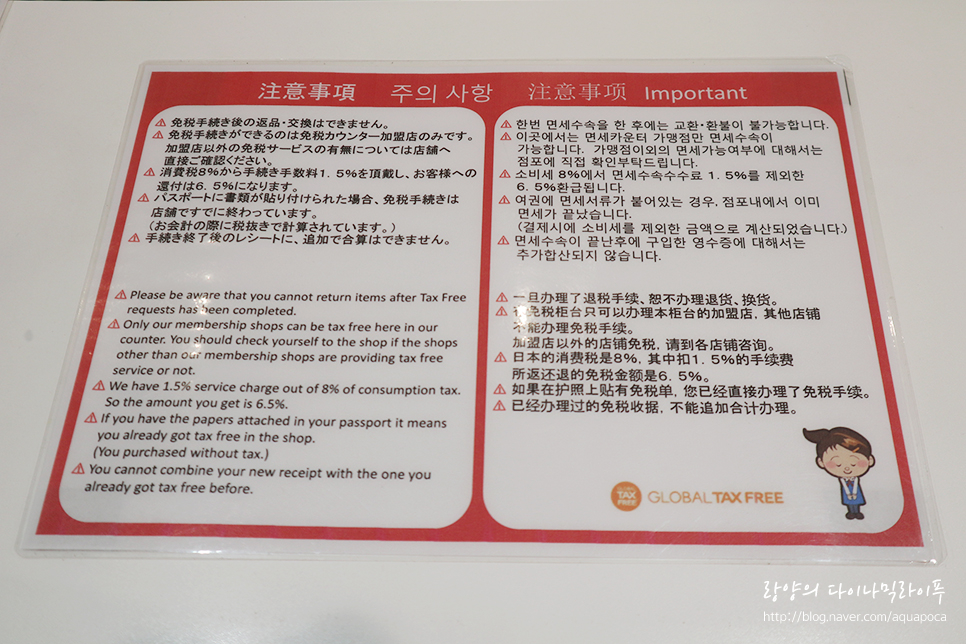 注意事項 주의 사항 注意事项 Important
⚠ 免税手続き後の返品・交換はできません。
⚠ 免税手続きができるのは免税カウンター加盟店のみです。
加盟店以外の免税サービスの有無については店舗へ
直接ご確認ください。
⚠ 消費税8%から手続き手数料1.5%を頂戴し、お客様への
還付は6.5%になります。
⚠ パスポートに書類が貼り付けられた場合、免税手続きは
店舗ですでに終わっています。
(お会計の際に税抜きで計算されています。)
⚠ 手続き終了後のレシートに、追加で合算はできません。
⚠ 한번 면세수속을 한 후에는 교환·환불이 불가능합니다.
⚠ 이곳에서는 면세카운터 가맹점만 면세수속이
가능합니다. 가맹점이외의 면세가능여부에 대해서는
점포에 직접 확인부탁드립니다.
⚠ 소비세 8%에서 면세수속수수료 1.5%를 제외한
6.5%환급됩니다.
⚠ 여권에 면세서류가 붙어있는 경우, 점포내에서 이미
면세가 끝났습니다.
(결제시에 소비세를 제외한 금액으로 계산되었습니다.)
⚠ 면세수속이 끝난후에 구입한 영수증에 대해서는
추가합산되지 않습니다.
⚠ Please be aware that you cannot return items after Tax Free
requests has been completed.
⚠ Only our membership shops can be tax free here in our
counter. You should check yourself to the shop if the shops
other than our membership shops are providing tax free
service or not.
⚠ We have 1.5% service charge out of 8% of consumption tax.
So the amount you get is 6.5%.
⚠ If you have the papers attached in your passport it means
you already got tax free in the shop.
(You purchased without tax.)
⚠ You cannot combine your new receipt with the one you
already got tax free before.
⚠ 一旦办理了退税手续、恕不办理退货、换货。
⚠ 在免税柜台只可以办理本柜台的加盟店, 其他店铺
不能办理免税手续。
加盟店以外的店铺免税, 请到各店铺咨询。
⚠ 日本的消费税是8%, 其中扣1.5%的手续费
所返还退的免税金额是6.5%。
⚠ 如果在护照上贴有免税单, 您已经直接办理了免税手续。
⚠ 已经办理过的免税收据, 不能追加合计办理。
GLOBAL TAX FREE GLOBAL TAX FREE
랑양의 다이나믹라이푸
http://blog.naver.com/aquapoca